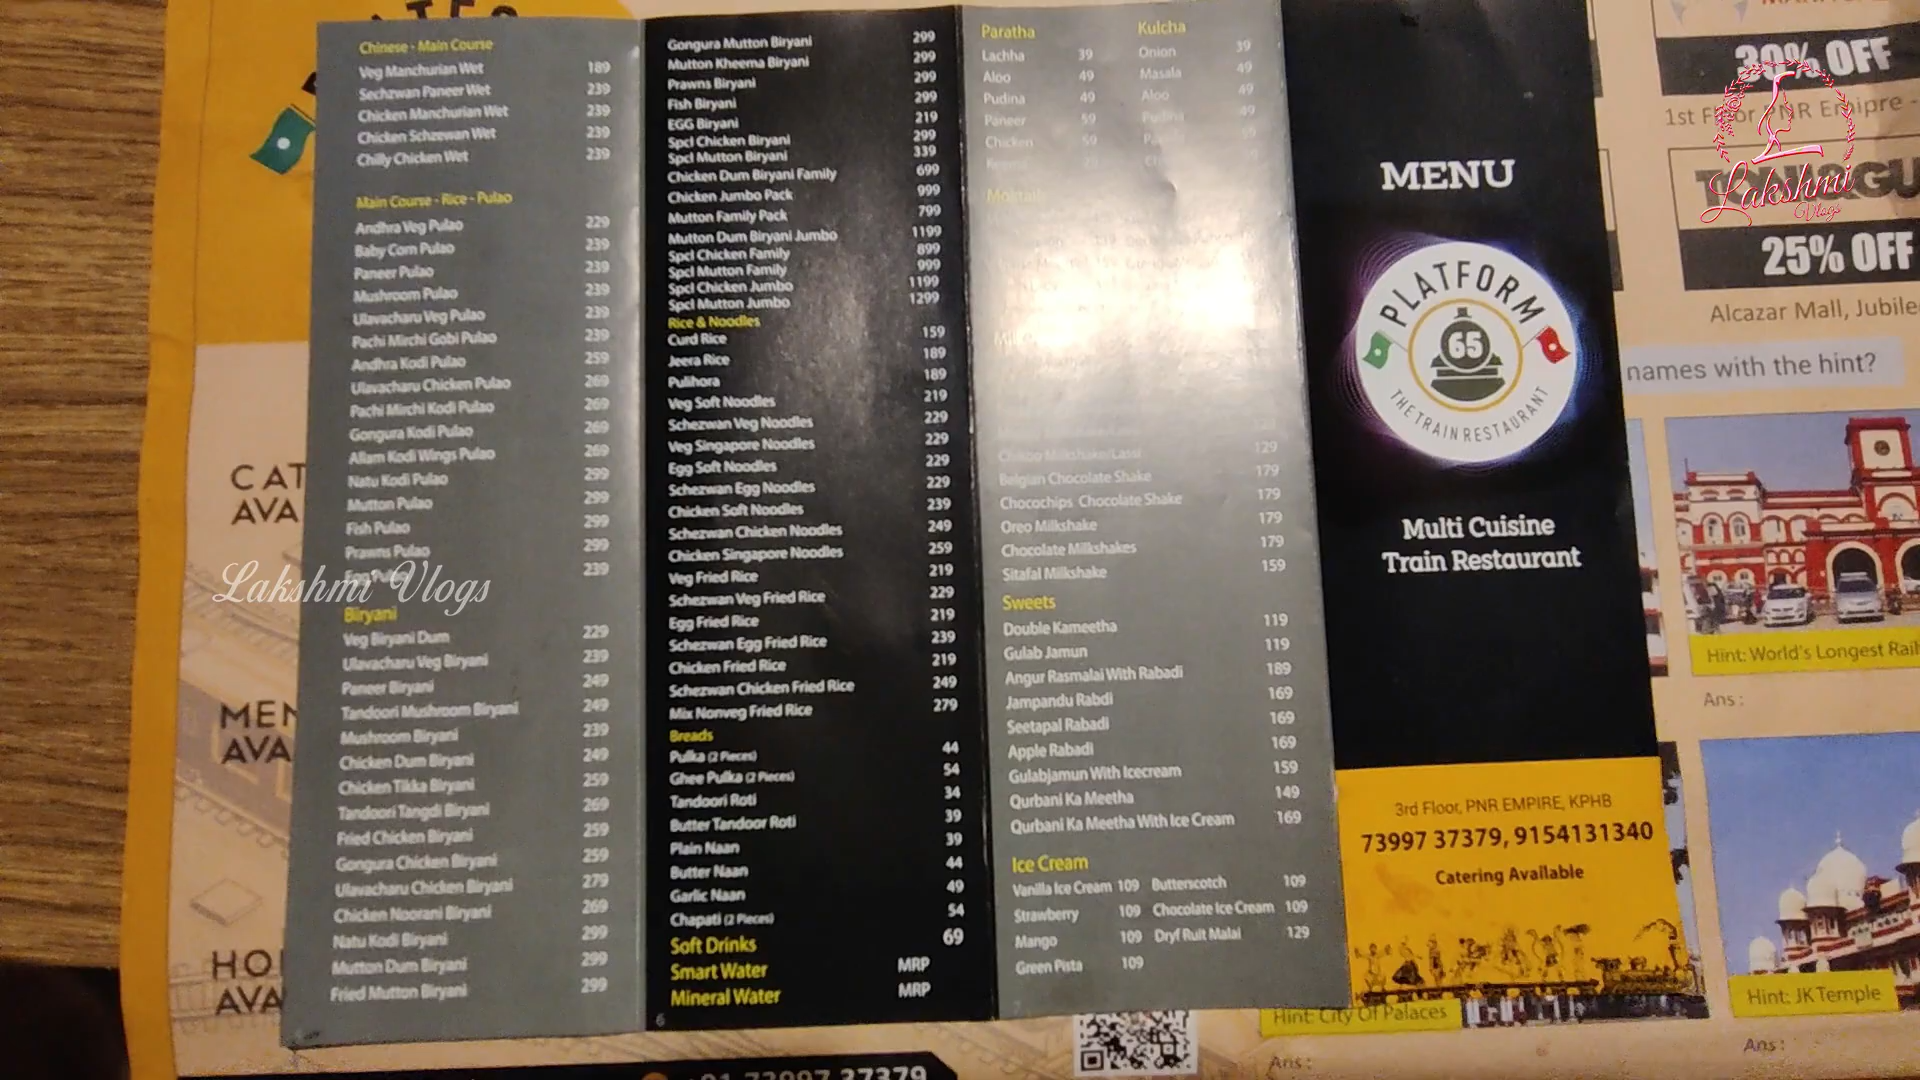 Chinese - Main Course
Veg Manchurian Wet 189
Sechzwan Paneer Wet 239
Chicken Manchurian Wet 239
Chicken Schzewan Wet 239
Chilly Chicken Wet 239
Main Course - Rice - Pulao
Andhra Veg Pulao 229
Baby Corn Pulao 239
Paneer Pulao 239
Mushroom Pulao 239
Ulavacharu Veg Pulao 239
Pachi Mirchi Gobi Pulao 239
Andhra Kodi Pulao 259
Ulavacharu Chicken Pulao 269
Pachi Mirchi Kodi Pulao 269
Gongura Kodi Pulao 269
Allam Kodi Wings Pulao 269
Natu Kodi Pulao 299
Mutton Pulao 299
Fish Pulao 299
Prawns Pulao 299
239
Biryani
Veg Biryani Dum 229
Ulavacharu Veg Biryani 239
Paneer Biryani 249
Tandoori Mushroom Biryani 249
Mushroom Biryani 239
Chicken Dum Biryani 249
Chicken Tikka Biryani 259
Tandoori Tangdi Biryani 269
Fried Chicken Biryani 259
Gongura Chicken Biryani 259
Ulavacharu Chicken Biryani 279
Chicken Noorani Biryani 269
Natu Kodi Biryani 299
Mutton Dum Biryani 299
Fried Mutton Biryani 299
Gongura Mutton Biryani 299
Mutton Kheema Biryani 299
Prawns Biryani 299
Fish Biryani 299
EGG Biryani 219
Spcl Chicken Biryani 299
Spcl Mutton Biryani 339
Chicken Dum Biryani Family 699
Chicken Jumbo Pack 999
Mutton Family Pack 799
Mutton Dum Biryani Jumbo 1199
Spcl Chicken Family 899
Spcl Mutton Family 999
Spcl Chicken Jumbo 1199
Spcl Mutton Jumbo 1299
Rice & Noodles
Curd Rice 159
Jeera Rice 189
Pulihora 189
Veg Soft Noodles 219
Schezwan Veg Noodles 229
Veg Singapore Noodles 229
Egg Soft Noodles 229
Schezwan Egg Noodles 229
Chicken Soft Noodles 239
Schezwan Chicken Noodles 249
Chicken Singapore Noodles 259
Veg Fried Rice 219
Schezwan Veg Fried Rice 229
Egg Fried Rice 219
Schezwan Egg Fried Rice 239
Chicken Fried Rice 219
Schezwan Chicken Fried Rice 249
Mix Nonveg Fried Rice 279
Breads
Pulka (2 Pieces) 44
Ghee Pulka (2 Pieces) 54
Tandoori Roti 34
Butter Tandoor Roti 39
Plain Naan 39
Butter Naan 44
Garlic Naan 49
Chapati (2 Pieces) 54
Soft Drinks 69
Smart Water MRP
Mineral Water MRP
6
Paratha Kulcha
Lachha 39 Onion 39
Aloo 49 Masala 49
Pudina 49 Aloo 49
Paneer 59 Pudina 49
Chicken 59
Chikoo Milkshake/Lassi 129
Belgian Chocolate Shake 179
Chocochips Chocolate Shake 179
Oreo Milkshake 179
Chocolate Milkshakes 179
Sitafal Milkshake 159
Sweets
Double Kameetha 119
Gulab Jamun 119
Angur Rasmalai With Rabadi 189
Jampandu Rabdi 169
Seetapal Rabadi 169
Apple Rabadi 169
Gulabjamun With Icecream 159
Qurbani Ka Meetha 149
Qurbani Ka Meetha With Ice Cream 169
Ice Cream
Vanilla Ice Cream 109 Butterscotch 109
Strawberry 109 Chocolate Ice Cream 109
Mango 109 Dryf Ruit Malai 129
Green Pista 109
MENU
PLATFORM
65
THE TRAIN RESTAURANT
Multi Cuisine
Train Restaurant
3rd Floor, PNR EMPIRE, KPHB
73997 37379, 9154131340
Catering Available
30% OFF
1st Floor PNR Emipre -
Lakshmi
Vlogs
25% OFF
Alcazar Mall, Jubilee
names with the hint?
Hint: World's Longest Rail
Ans :
Hint: JK Temple
Ans :
Hint: City Of Palaces
Ans :
Lakshmi Vlogs
CAT
AVA
MEN
AVA
HO
AVA
+91 73997 37379